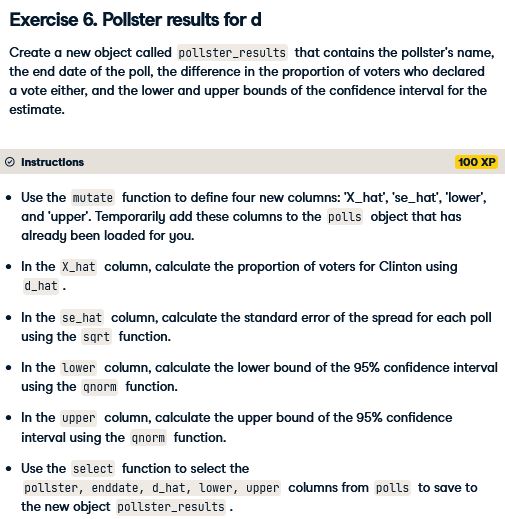 Exercise 6. Pollster results for d
Create a new object called pollster_results that contains the pollster's name,
the end date of the poll, the difference in the proportion of voters who declared
a vote either, and the lower and upper bounds of the confidence interval for the
estimate.
Instructions
100 XP
• Use the mutate function to define four new columns: 'X_hat', 'se_hat', 'lower',
and 'upper'. Temporarily add these columns to the polls object that has
already been loaded for you.
• In the X_hat column, calculate the proportion of voters for Clinton using
d_hat .
• In the se_hat column, calculate the standard error of the spread for each poll
using the sqrt function.
• In the lower column, calculate the lower bound of the 95% confidence interval
using the qnorm function.
• In the upper column, calculate the upper bound of the 95% confidence
interval using the qnorm function.
• Use the select function to select the
pollster, enddate, d_hat, lower, upper columns from polls to save to
the new object pollster_results .